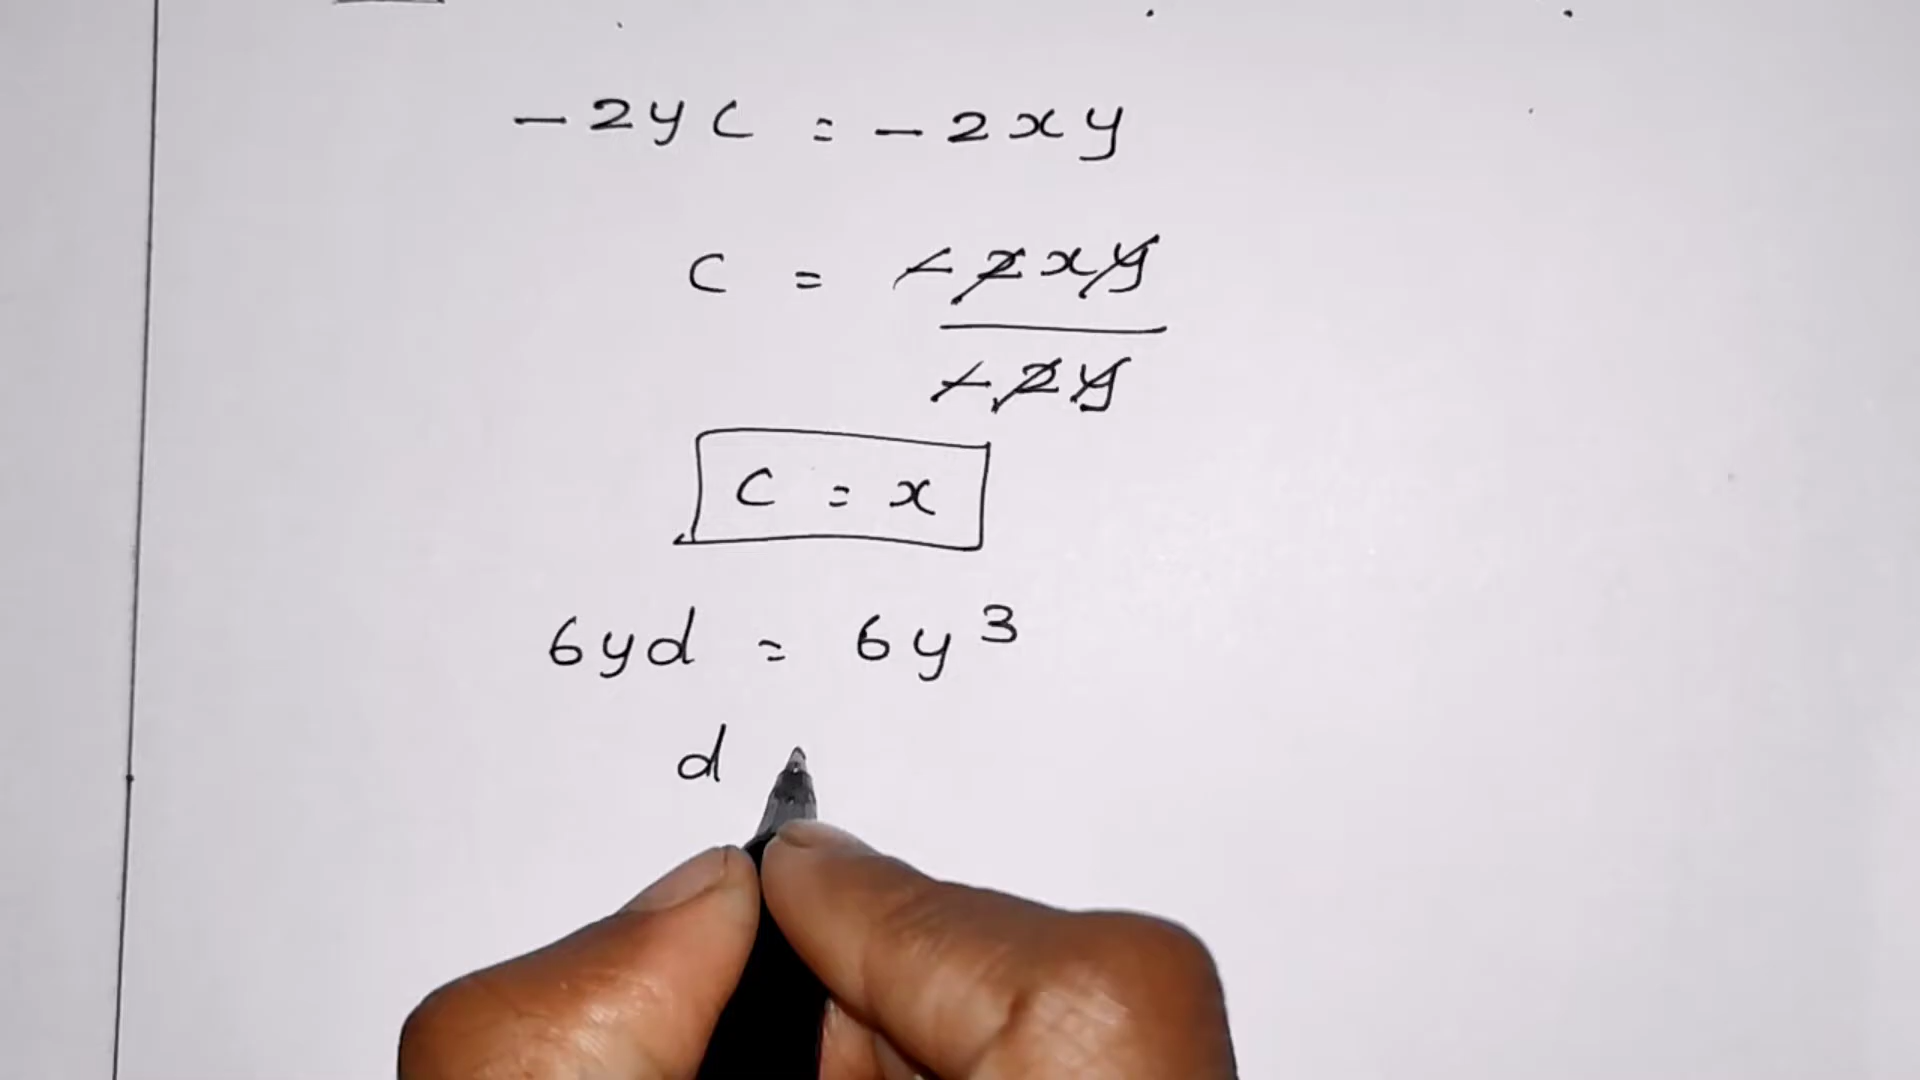 -2yc = -2xy
c = -2xy
-2y
c = x
6yd = 6y³
d